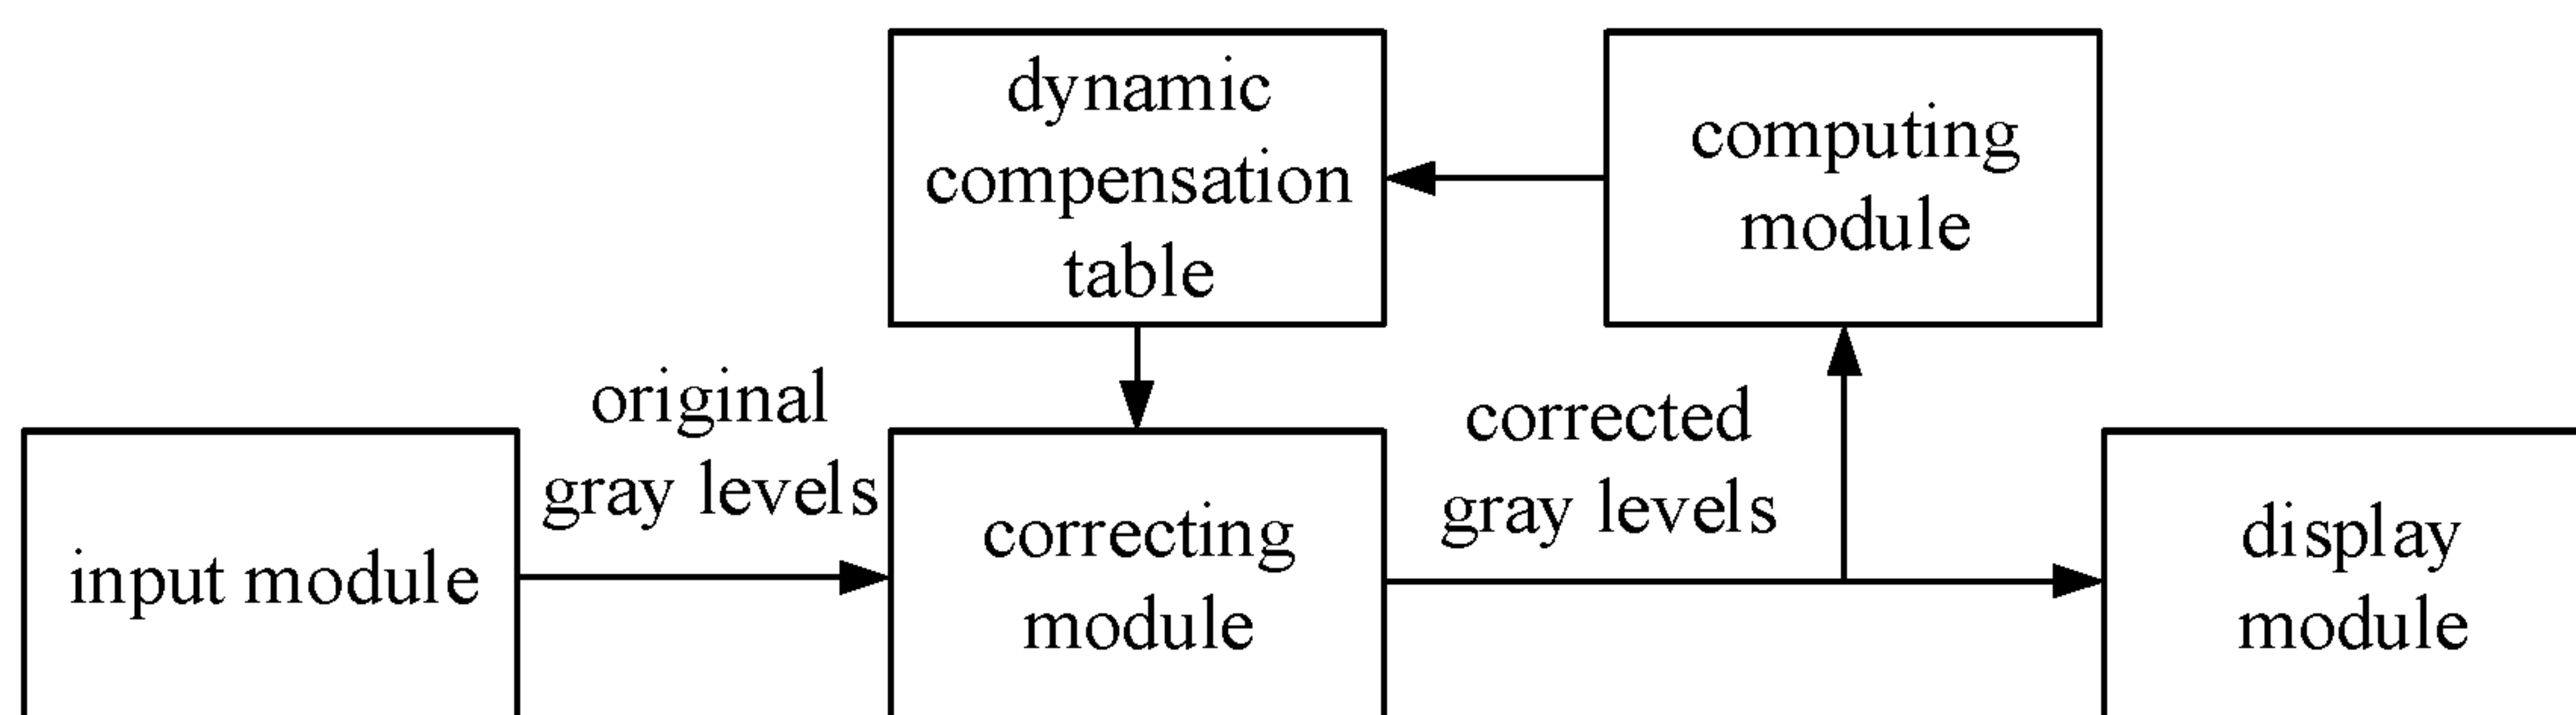 dynamic
compensation
table
computing
module
original
gray levels
corrected
gray levels
input module
correcting
module
display
module